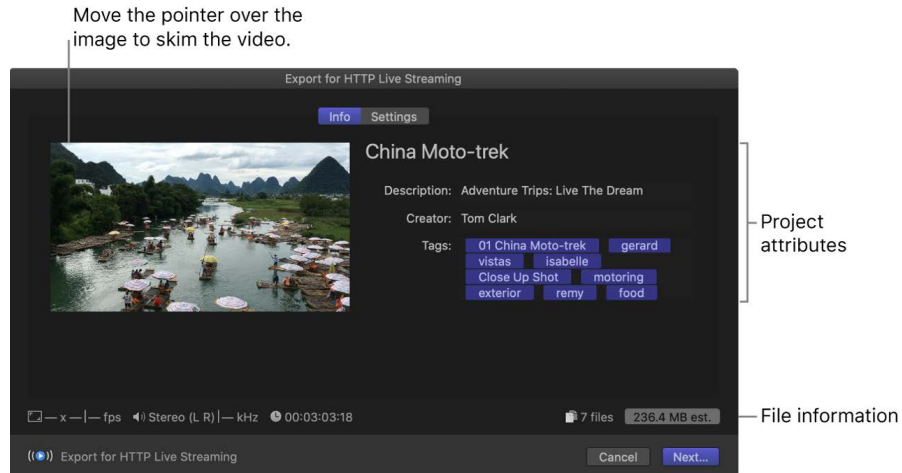 Move the pointer over the
image to skim the video.
Export for HTTP Live Streaming
Info Settings
China Moto-trek
Description: Adventure Trips: Live The Dream
Creator: Tom Clark
Tags: 01 China Moto-trek gerard
vistas isabelle
Close Up Shot motoring
exterior remy food
Project
attributes
— x —|— fps Stereo (L R)|— kHz 00:03:03:18 7 files 236.4 MB est.
File information
Export for HTTP Live Streaming Cancel Next...